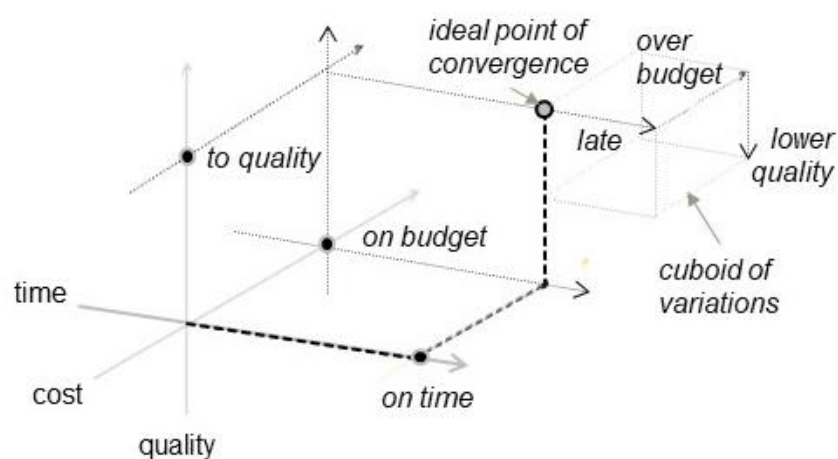 ideal point of
convergence
over
budget
to quality
late
lower
quality
on budget
cuboid of
variations
time
cost
on time
quality